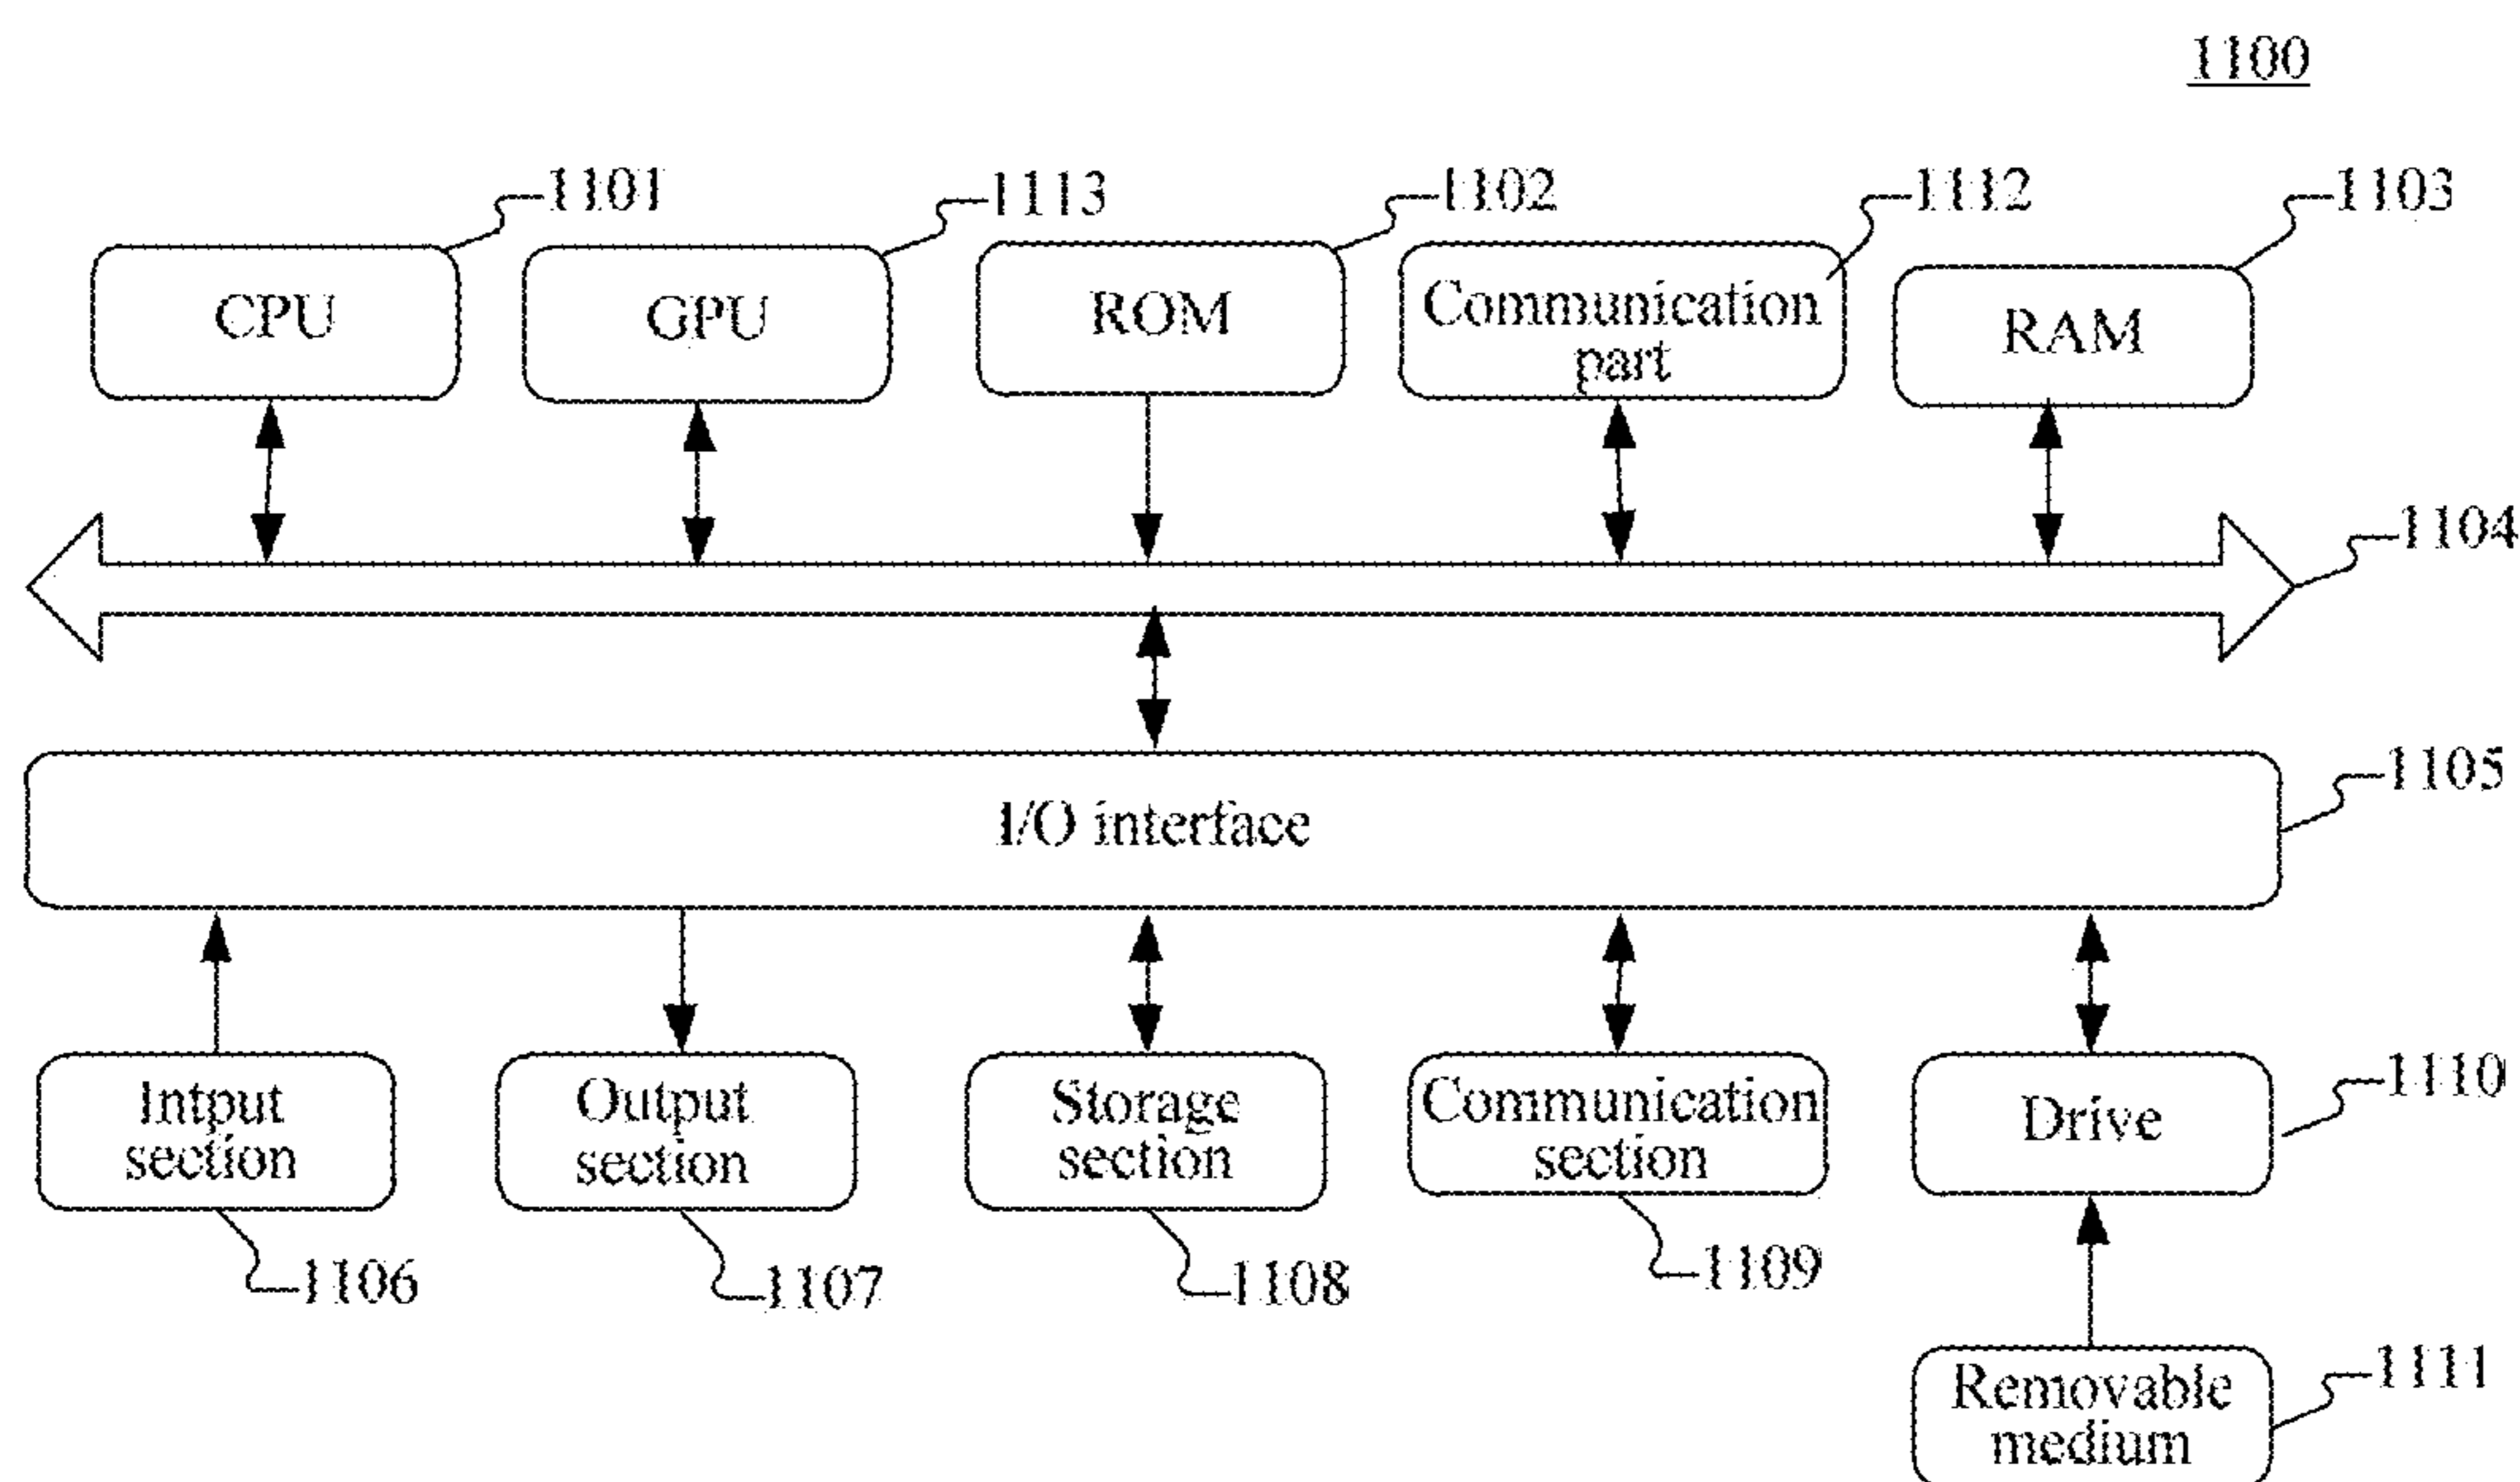 1100
1101
1113
1102
1112
1103
CPU
GPU
ROM
Communication
part
RAM
1104
I/O interface
1105
Intput
section
Output
section
Storage
section
Communication
section
Drive
1110
1106
1107
1108
1109
Removable
medium
1111